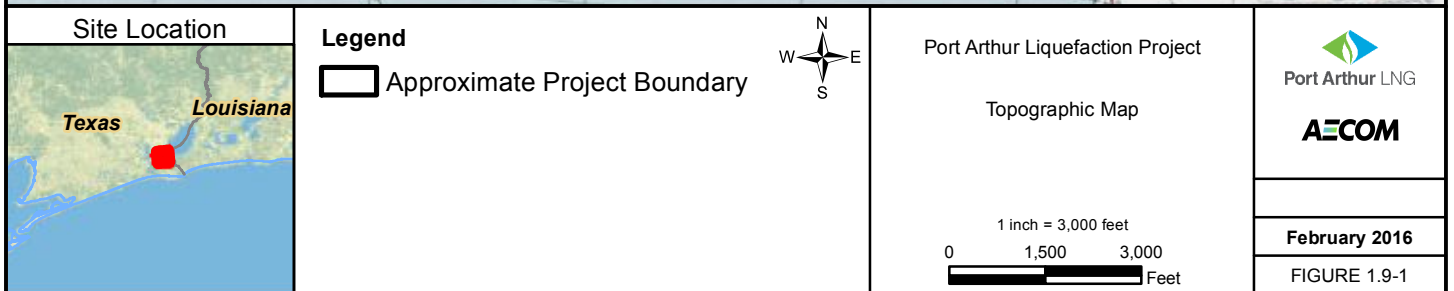 Site Location
Texas
Louisiana
Legend
Approximate Project Boundary
N
W
E
S
Port Arthur Liquefaction Project
Topographic Map
1 inch = 3,000 feet
0 1,500 3,000
Feet
Port Arthur LNG
AECOM
February 2016
FIGURE 1.9-1